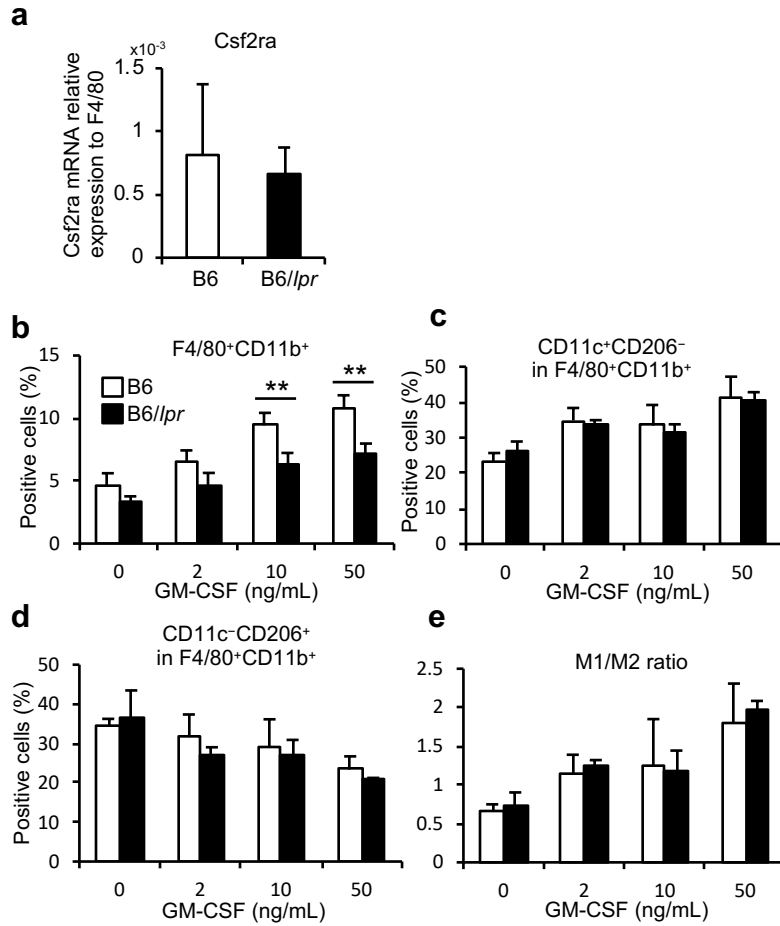 a
Csf2ra
x10⁻³
1.5
1
0.5
0
Csf2ra mRNA relative
expression to F4/80
B6
B6/lpr
b
F4/80⁺CD11b⁺
15
10
5
0
Positive cells (%)
B6
B6/lpr
**
**
0 2 10 50
GM-CSF (ng/mL)
c
CD11c⁺CD206⁻
in F4/80⁺CD11b⁺
50
40
30
20
10
0
Positive cells (%)
0 2 10 50
GM-CSF (ng/mL)
d
CD11c⁻CD206⁺
in F4/80⁺CD11b⁺
50
40
30
20
10
0
Positive cells (%)
0 2 10 50
GM-CSF (ng/mL)
e
M1/M2 ratio
2.5
2
1.5
1
0.5
0
0 2 10 50
GM-CSF (ng/mL)